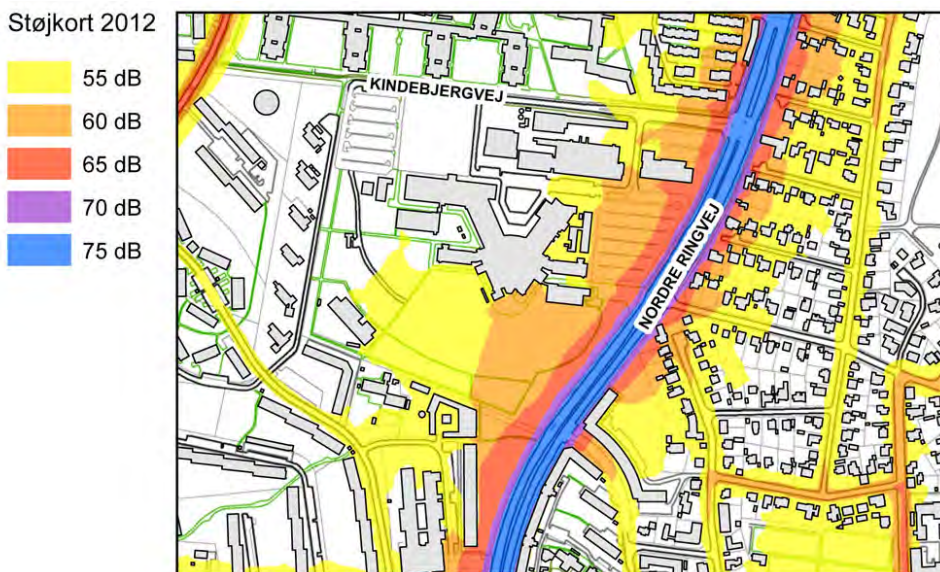 Støjkort 2012
55 dB
60 dB
65 dB
70 dB
75 dB
KINDEBJERGVEJ
NORDRE RINGVEJ